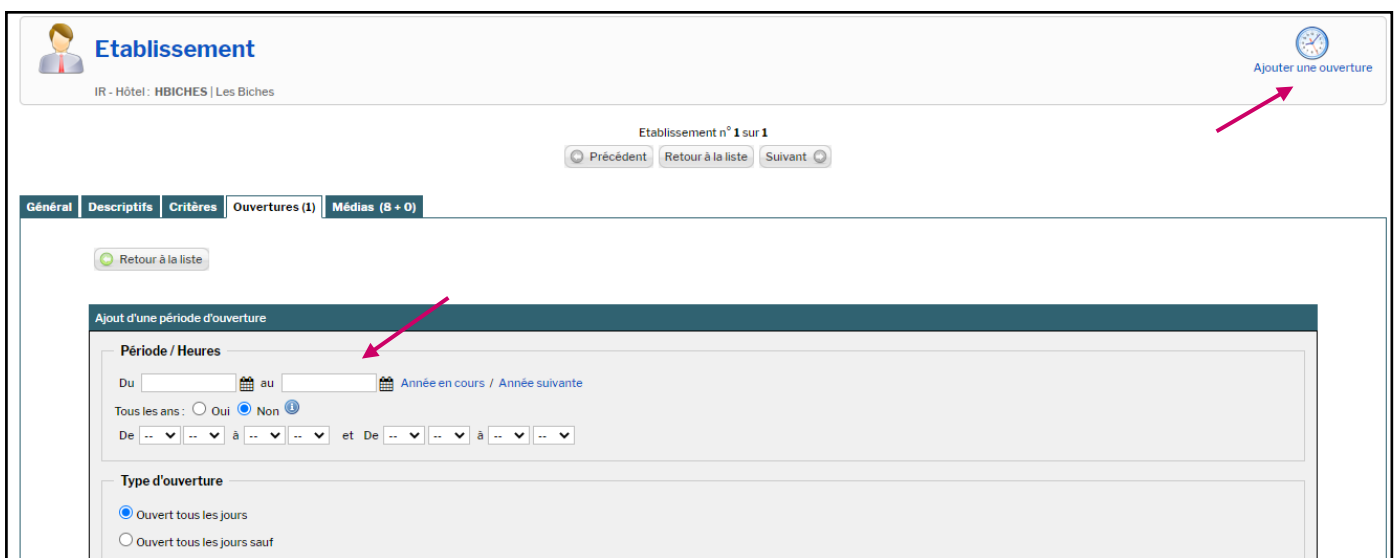 Etablissement
Ajouter une ouverture
IR - Hôtel : HBICHES | Les Biches
Etablissement n° 1 sur 1
Précédent Retour à la liste Suivant
Général Descriptifs Critères Ouvertures (1) Médias (8 + 0)
Retour à la liste
Ajout d'une période d'ouverture
Période / Heures
Du au Année en cours / Année suivante
Tous les ans : Oui Non
De -- -- à -- -- et De -- -- à -- --
Type d'ouverture
Ouvert tous les jours
Ouvert tous les jours sauf